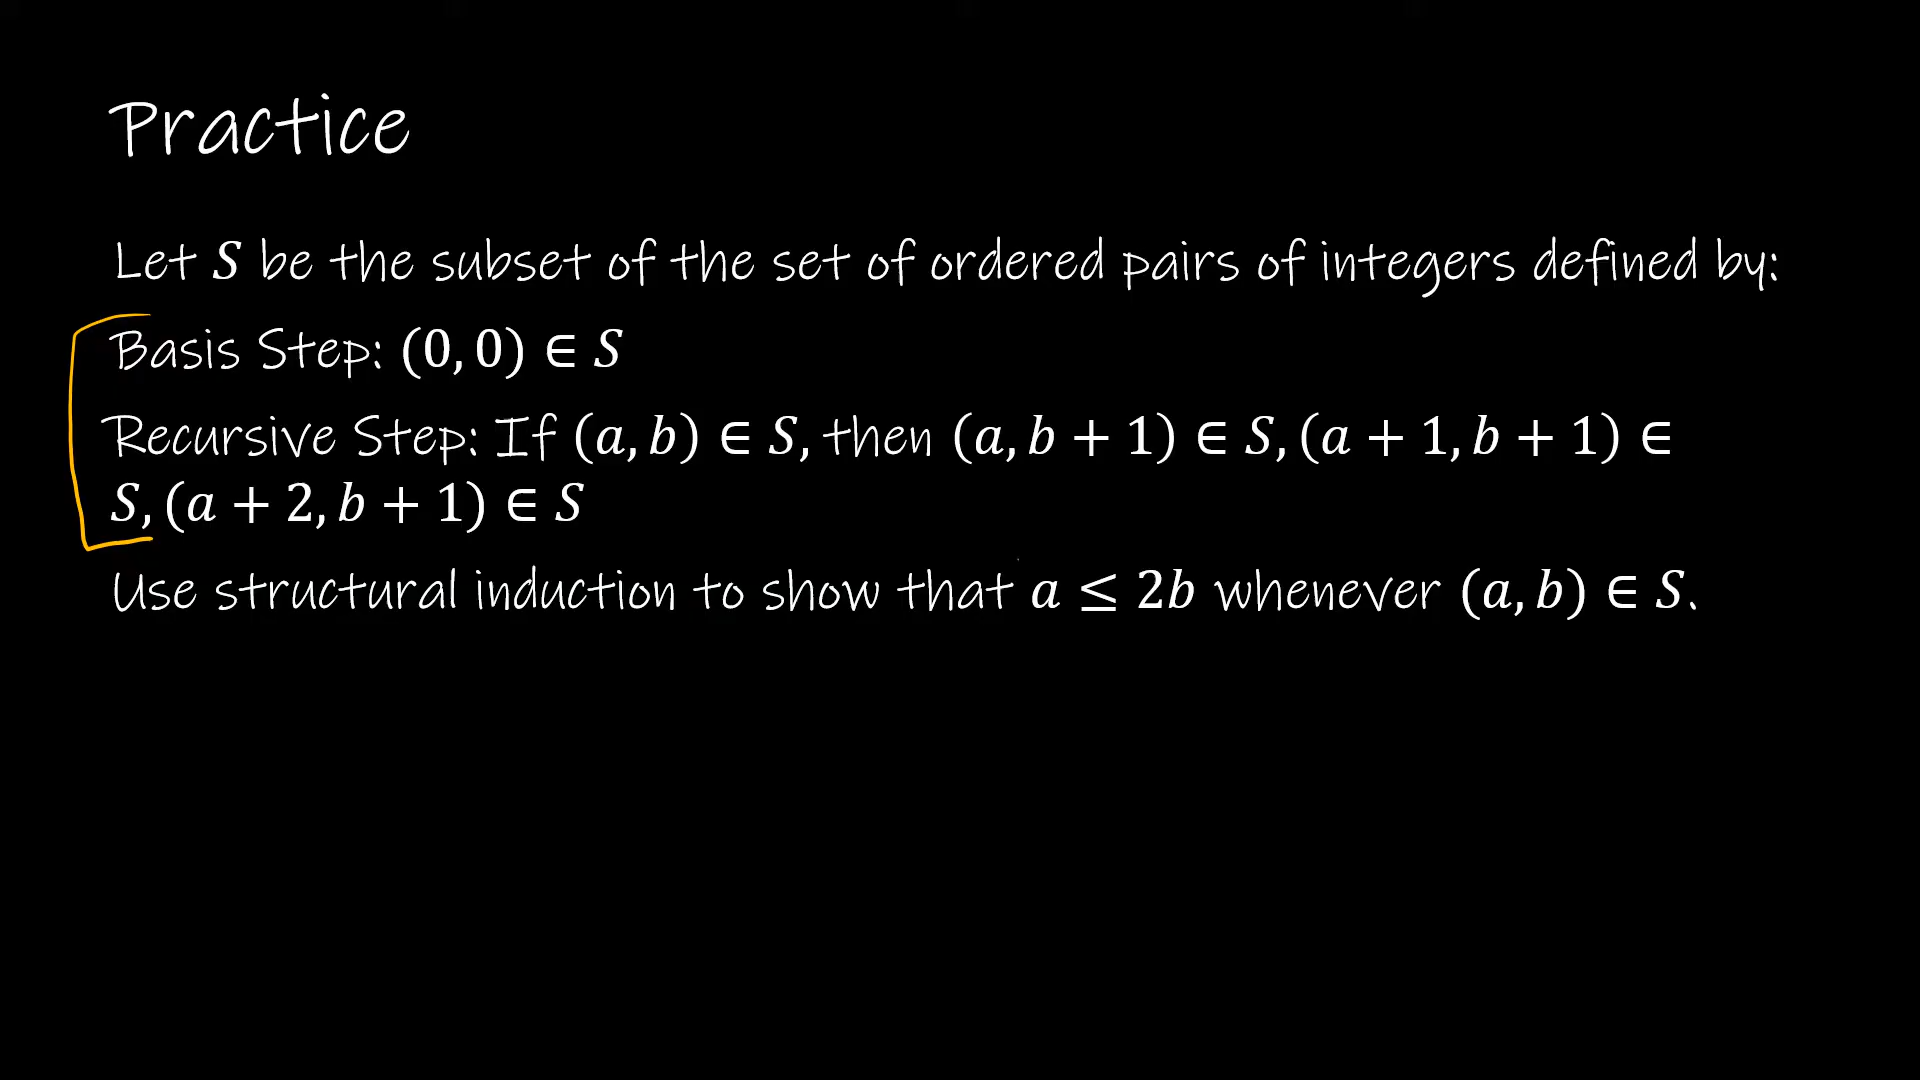 Practice
Let S be the subset of the set of ordered pairs of integers defined by:
Basis Step: (0, 0) ∈ S
Recursive Step: If (a, b) ∈ S, then (a, b + 1) ∈ S, (a + 1, b + 1) ∈
S, (a + 2, b + 1) ∈ S
Use structural induction to show that a ≤ 2b whenever (a, b) ∈ S.